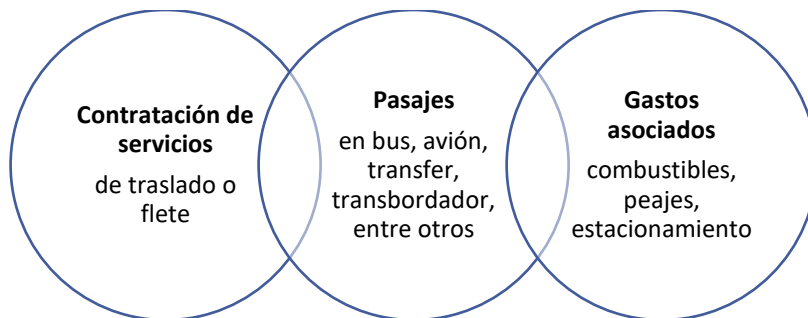 Contratación de
servicios
de traslado o
flete
Pasajes
en bus, avión,
transfer,
transbordador,
entre otros
Gastos
asociados
combustibles,
peajes,
estacionamiento